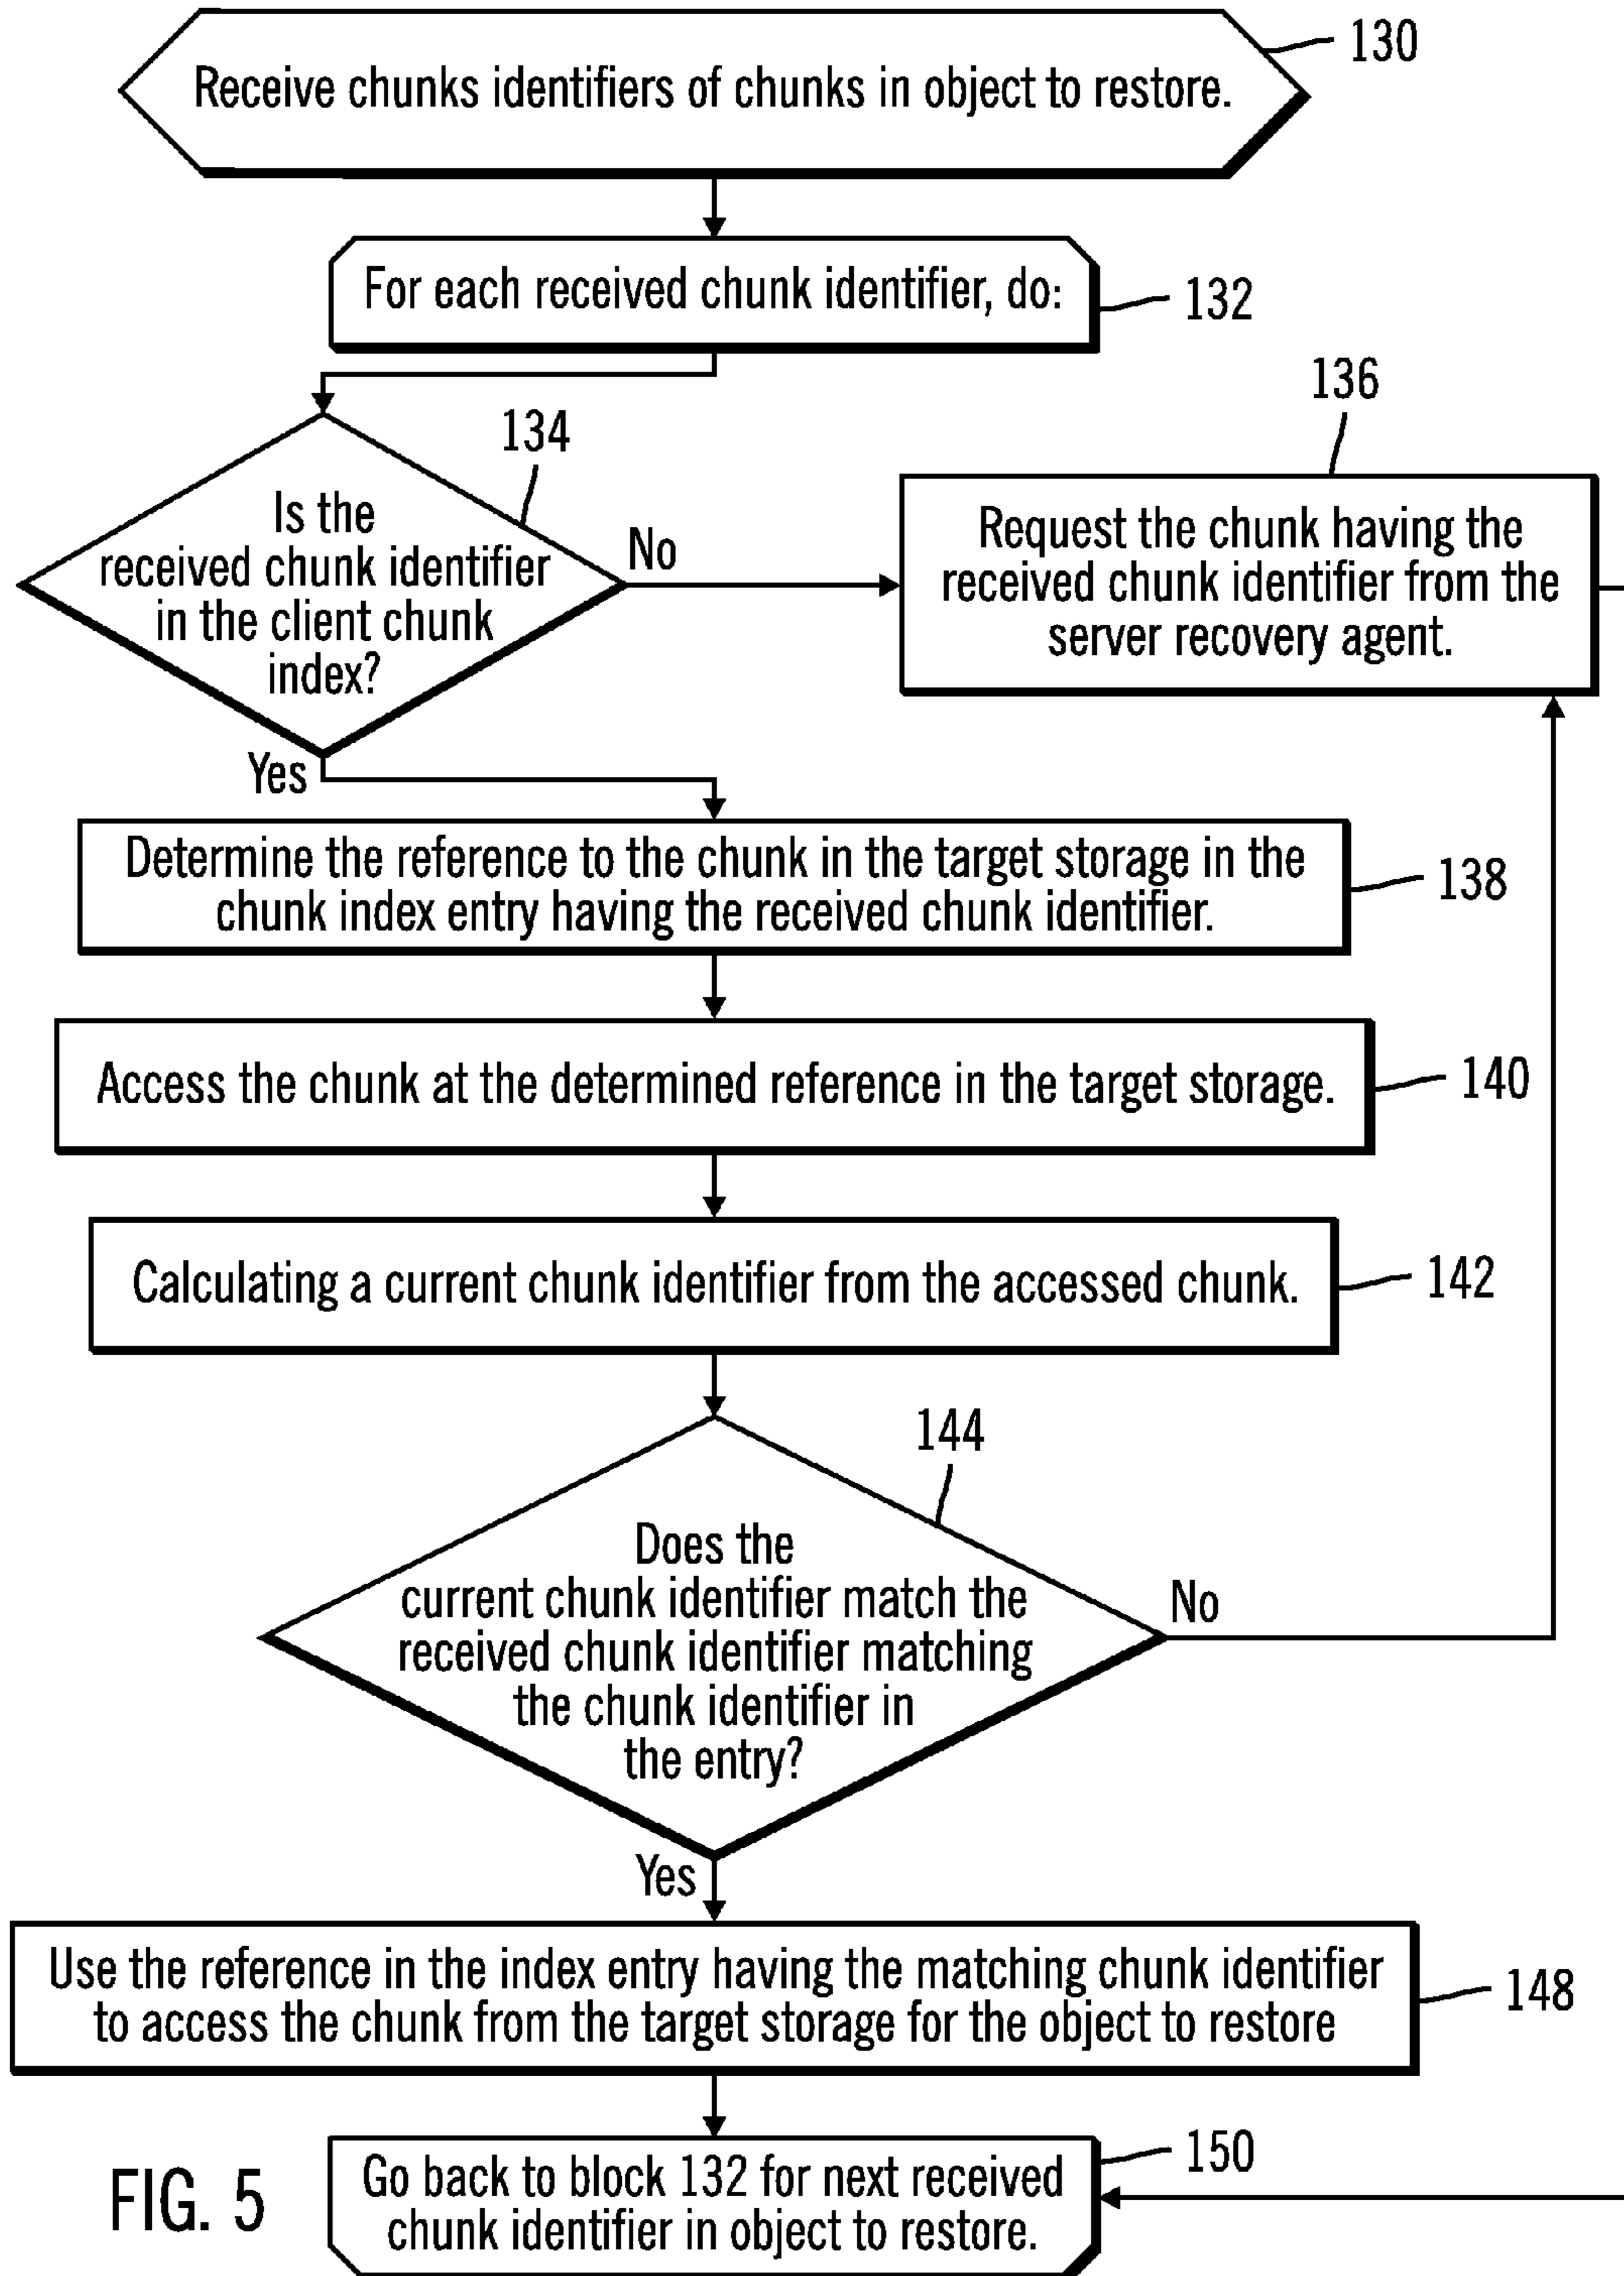 130
Receive chunks identifiers of chunks in object to restore.
For each received chunk identifier, do:
132
136
134
Is the
received chunk identifier
in the client chunk
index?
No
Request the chunk having the
received chunk identifier from the
server recovery agent.
Yes
Determine the reference to the chunk in the target storage in the
chunk index entry having the received chunk identifier.
138
Access the chunk at the determined reference in the target storage.
140
Calculating a current chunk identifier from the accessed chunk.
142
144
Does the
current chunk identifier match the
received chunk identifier matching
the chunk identifier in
the entry?
No
Yes
Use the reference in the index entry having the matching chunk identifier
to access the chunk from the target storage for the object to restore
148
150
Go back to block 132 for next received
chunk identifier in object to restore.
FIG. 5